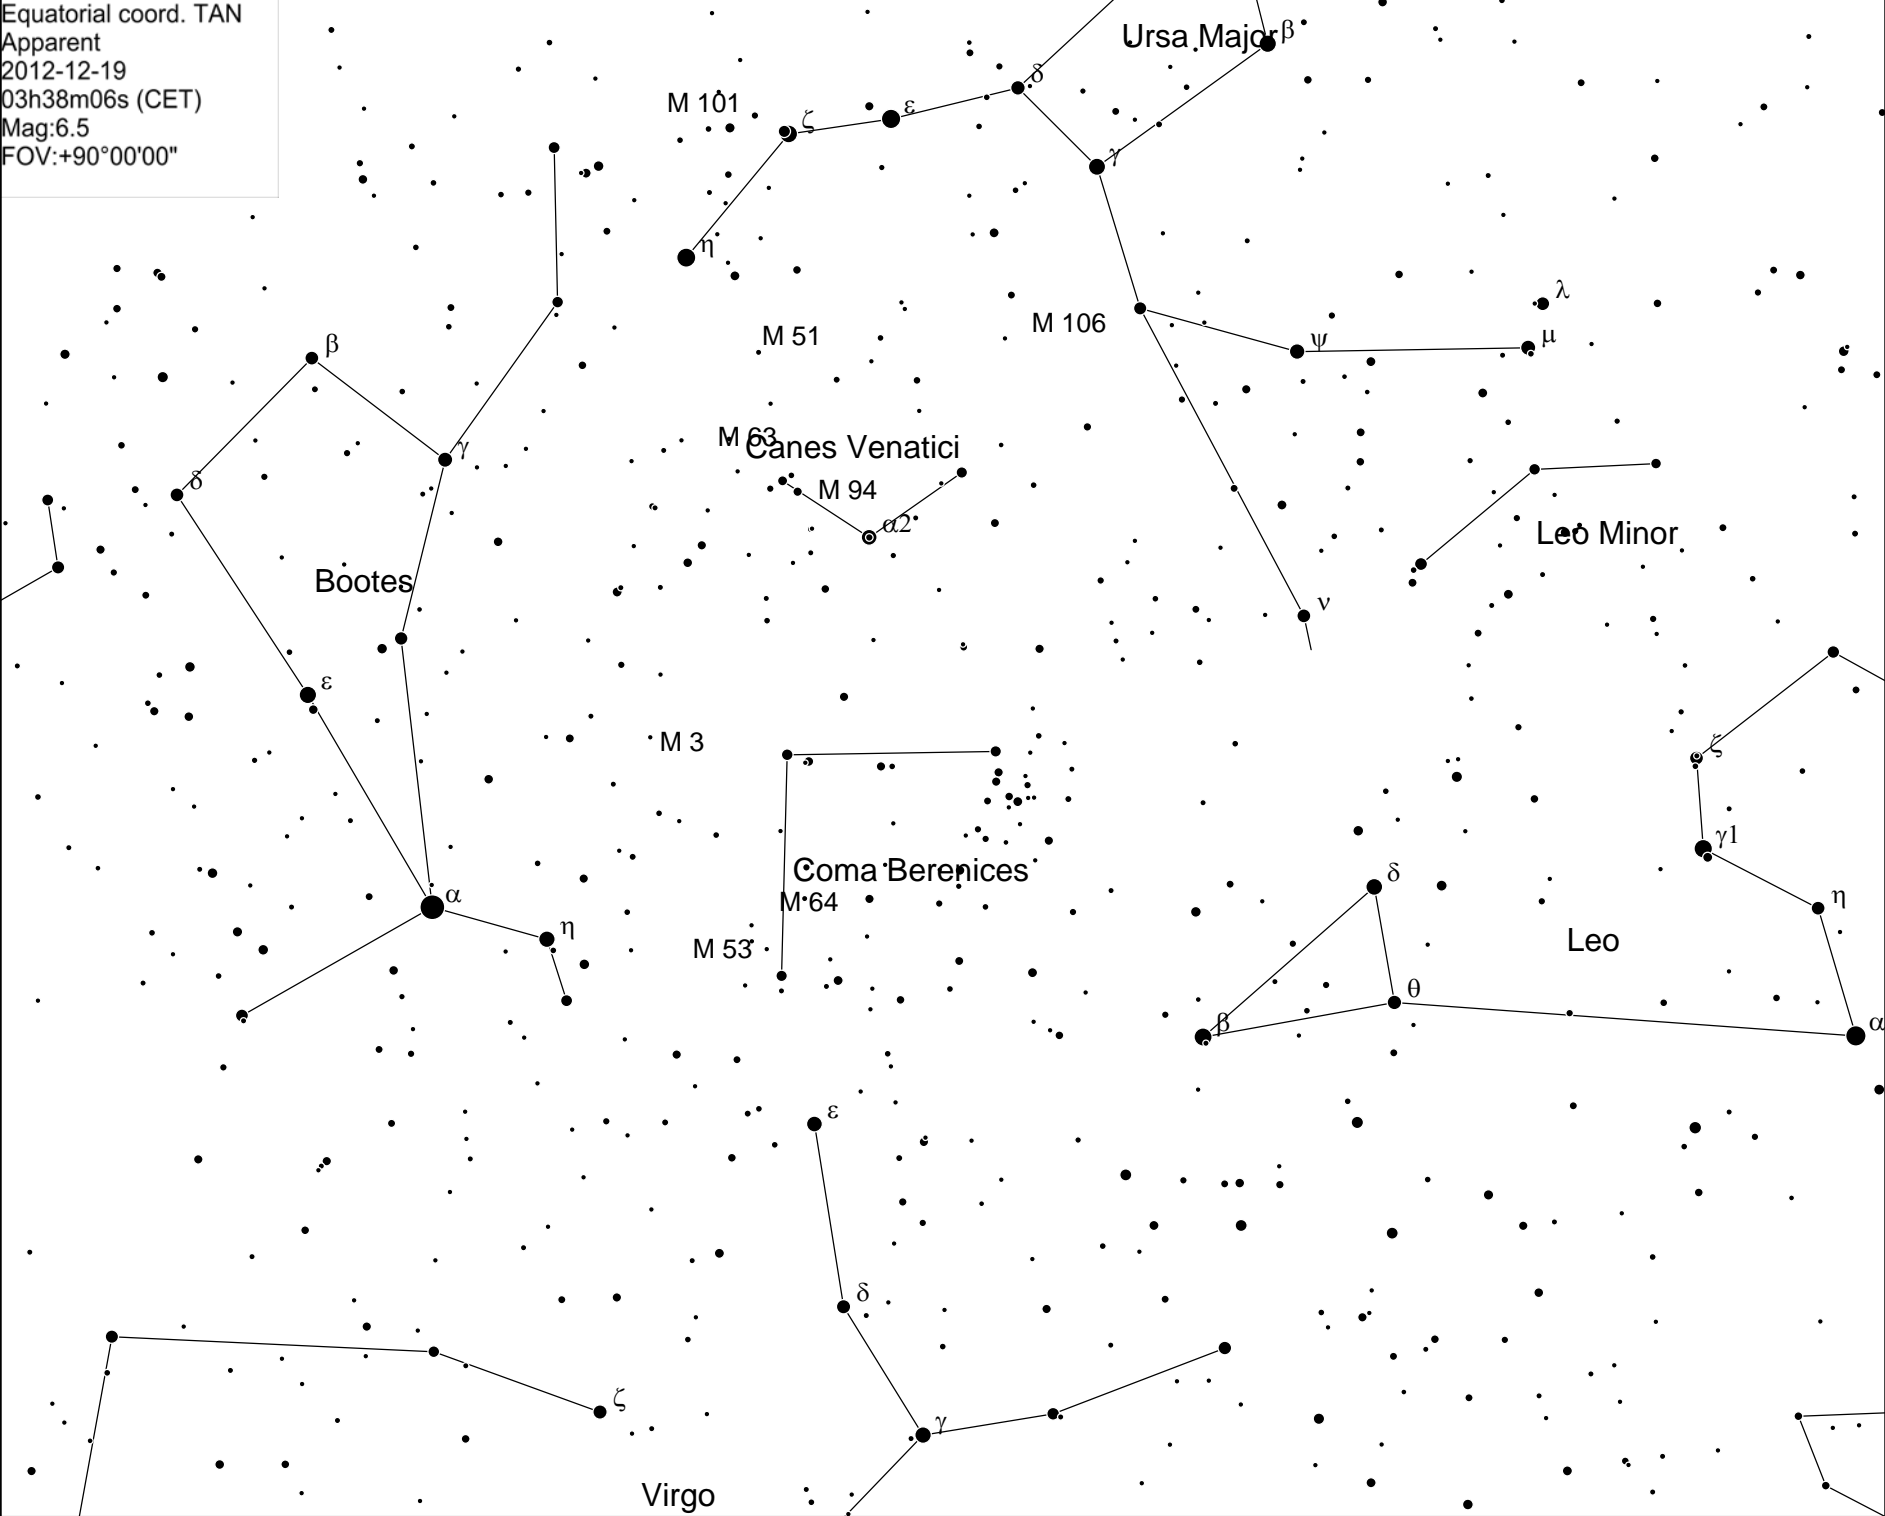 Equatorial coord. TAN
Apparent
2012-12-19
03h38m06s (CET)
Mag:6.5
FOV:+90°00'00"
Ursa Major
β
δ
M 101
ζ
ε
γ
η
λ
M 51
M 106
ψ
μ
β
M 63
Canes Venatici
γ
δ
M 94
α2
Leo Minor
Bootes
ν
ε
M 3
ζ
γ1
Coma Berenices
δ
α
M 64
η
η
Leo
M 53
θ
β
α
ε
δ
ζ
γ
Virgo